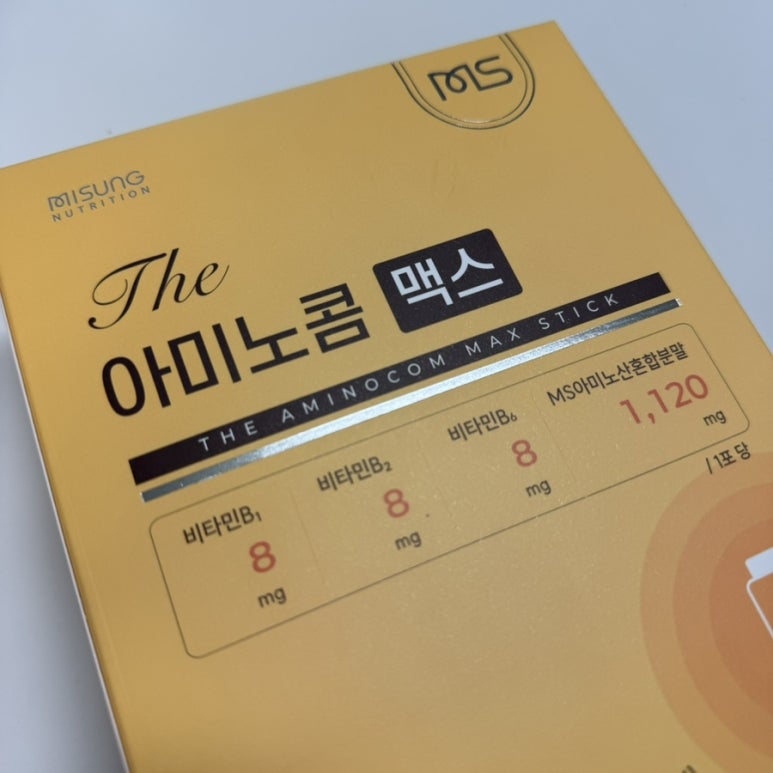 MS
MISUNG
NUTRITION
The
아미노콤 맥스
THE AMINOCOM MAX STICK
비타민B₁ 비타민B₂ 비타민B₆ MS아미노산혼합분말
8 8 8 1,120
mg mg mg mg
/ 1포 당